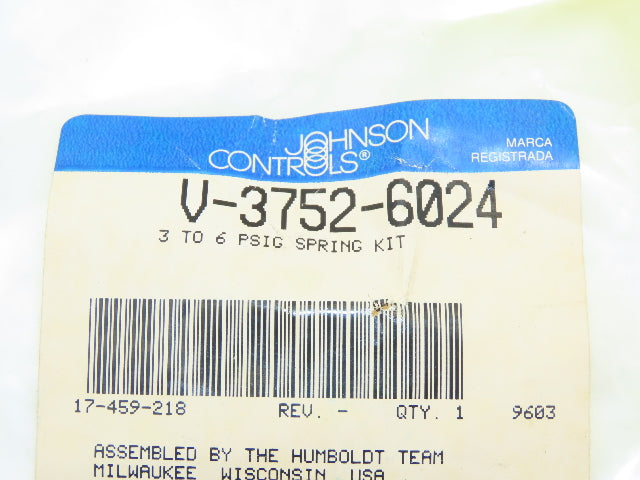 JOHNSON
CONTROLS®
MARCA
REGISTRADA
V-3752-6024
3 TO 6 PSIG SPRING KIT
17-459-218 REV. - QTY. 1 9603
ASSEMBLED BY THE HUMBOLDT TEAM
MILWAUKEE WISCONSIN USA